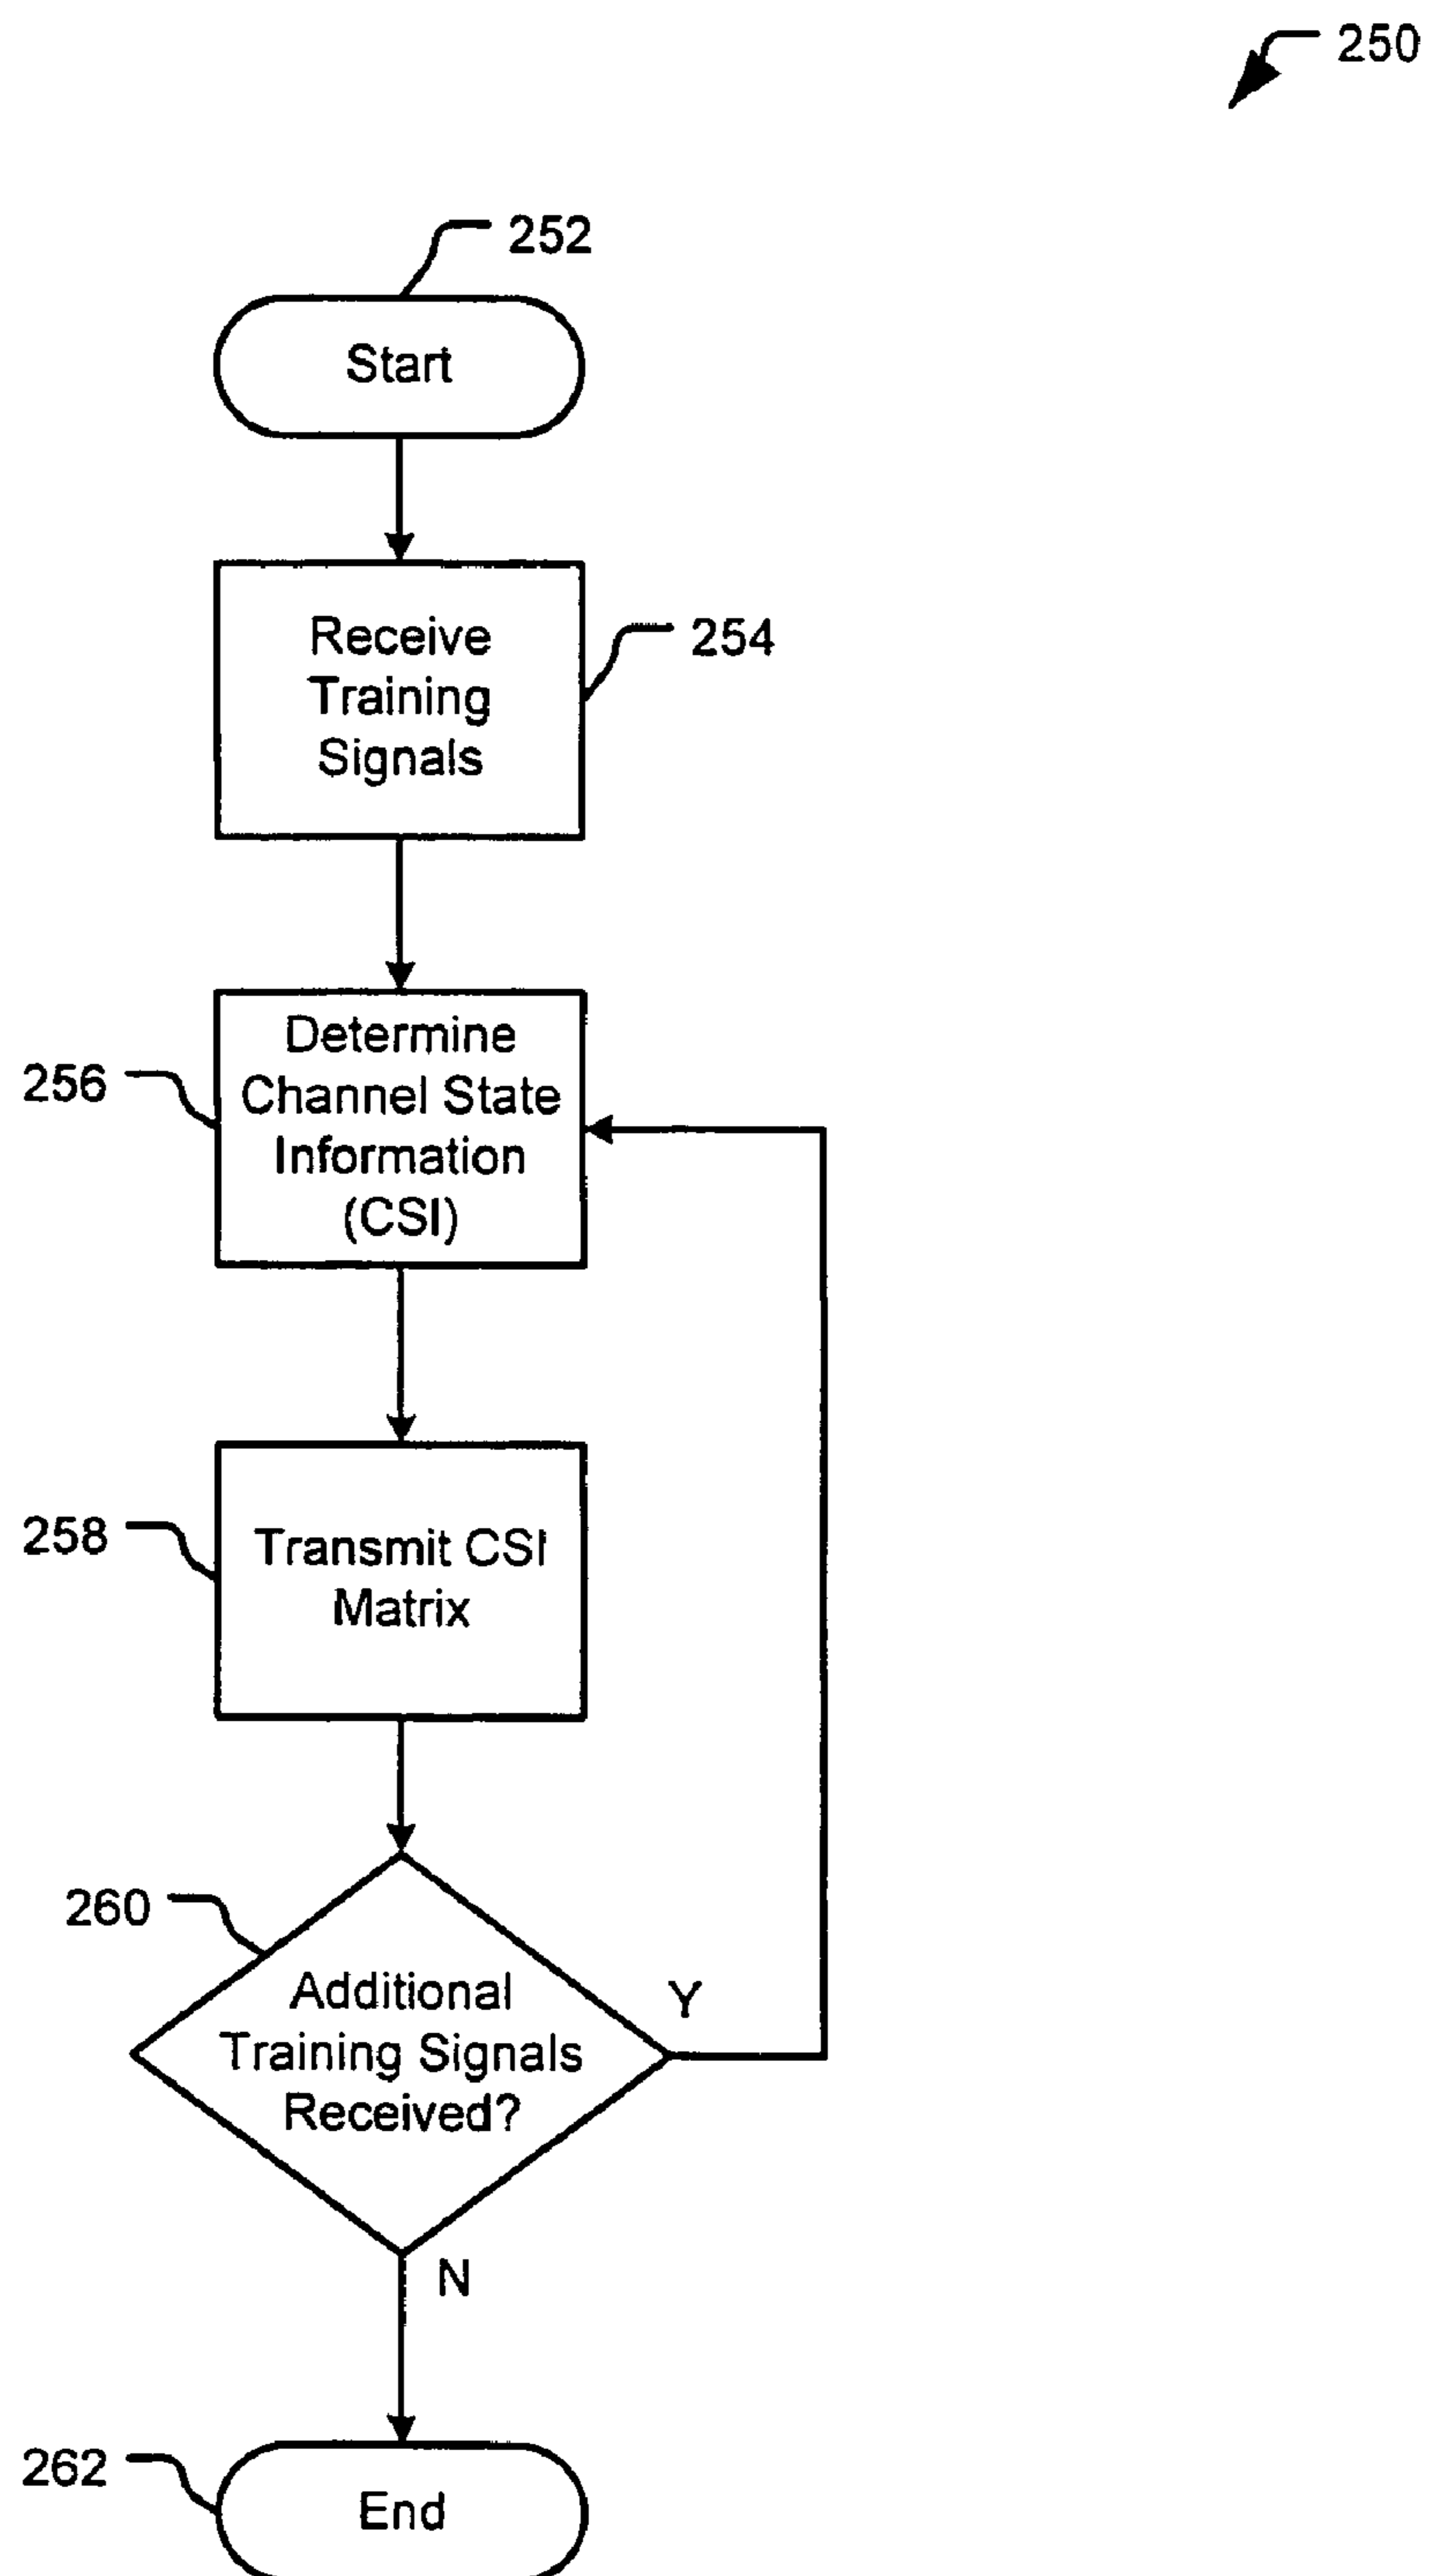 250
252
Start
Receive
Training
Signals
254
256
Determine
Channel State
Information
(CSI)
258
Transmit CSI
Matrix
260
Additional
Training Signals
Received?
Y
N
262
End